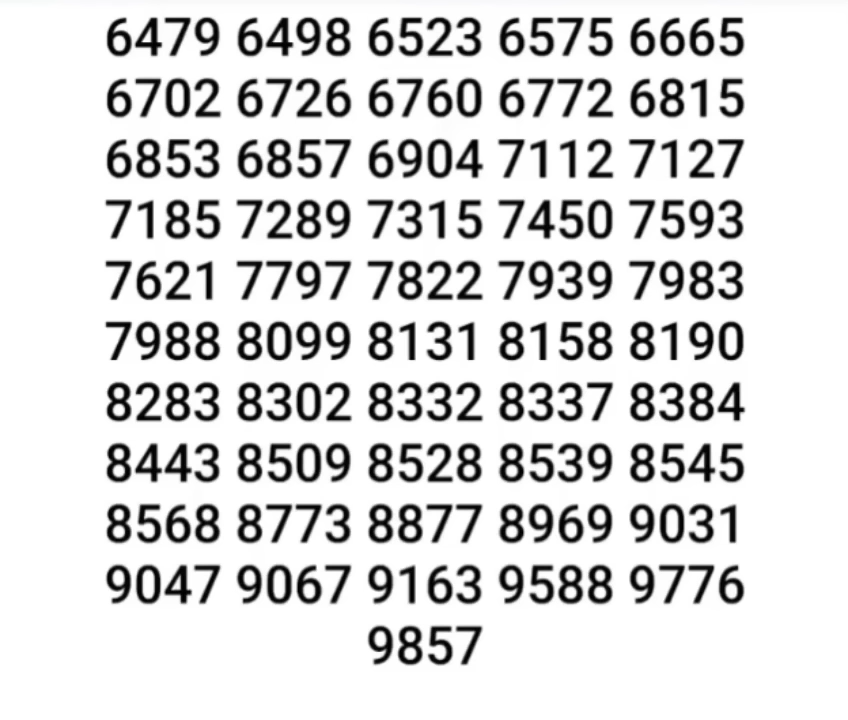 6479 6498 6523 6575 6665
6702 6726 6760 6772 6815
6853 6857 6904 7112 7127
7185 7289 7315 7450 7593
7621 7797 7822 7939 7983
7988 8099 8131 8158 8190
8283 8302 8332 8337 8384
8443 8509 8528 8539 8545
8568 8773 8877 8969 9031
9047 9067 9163 9588 9776
9857